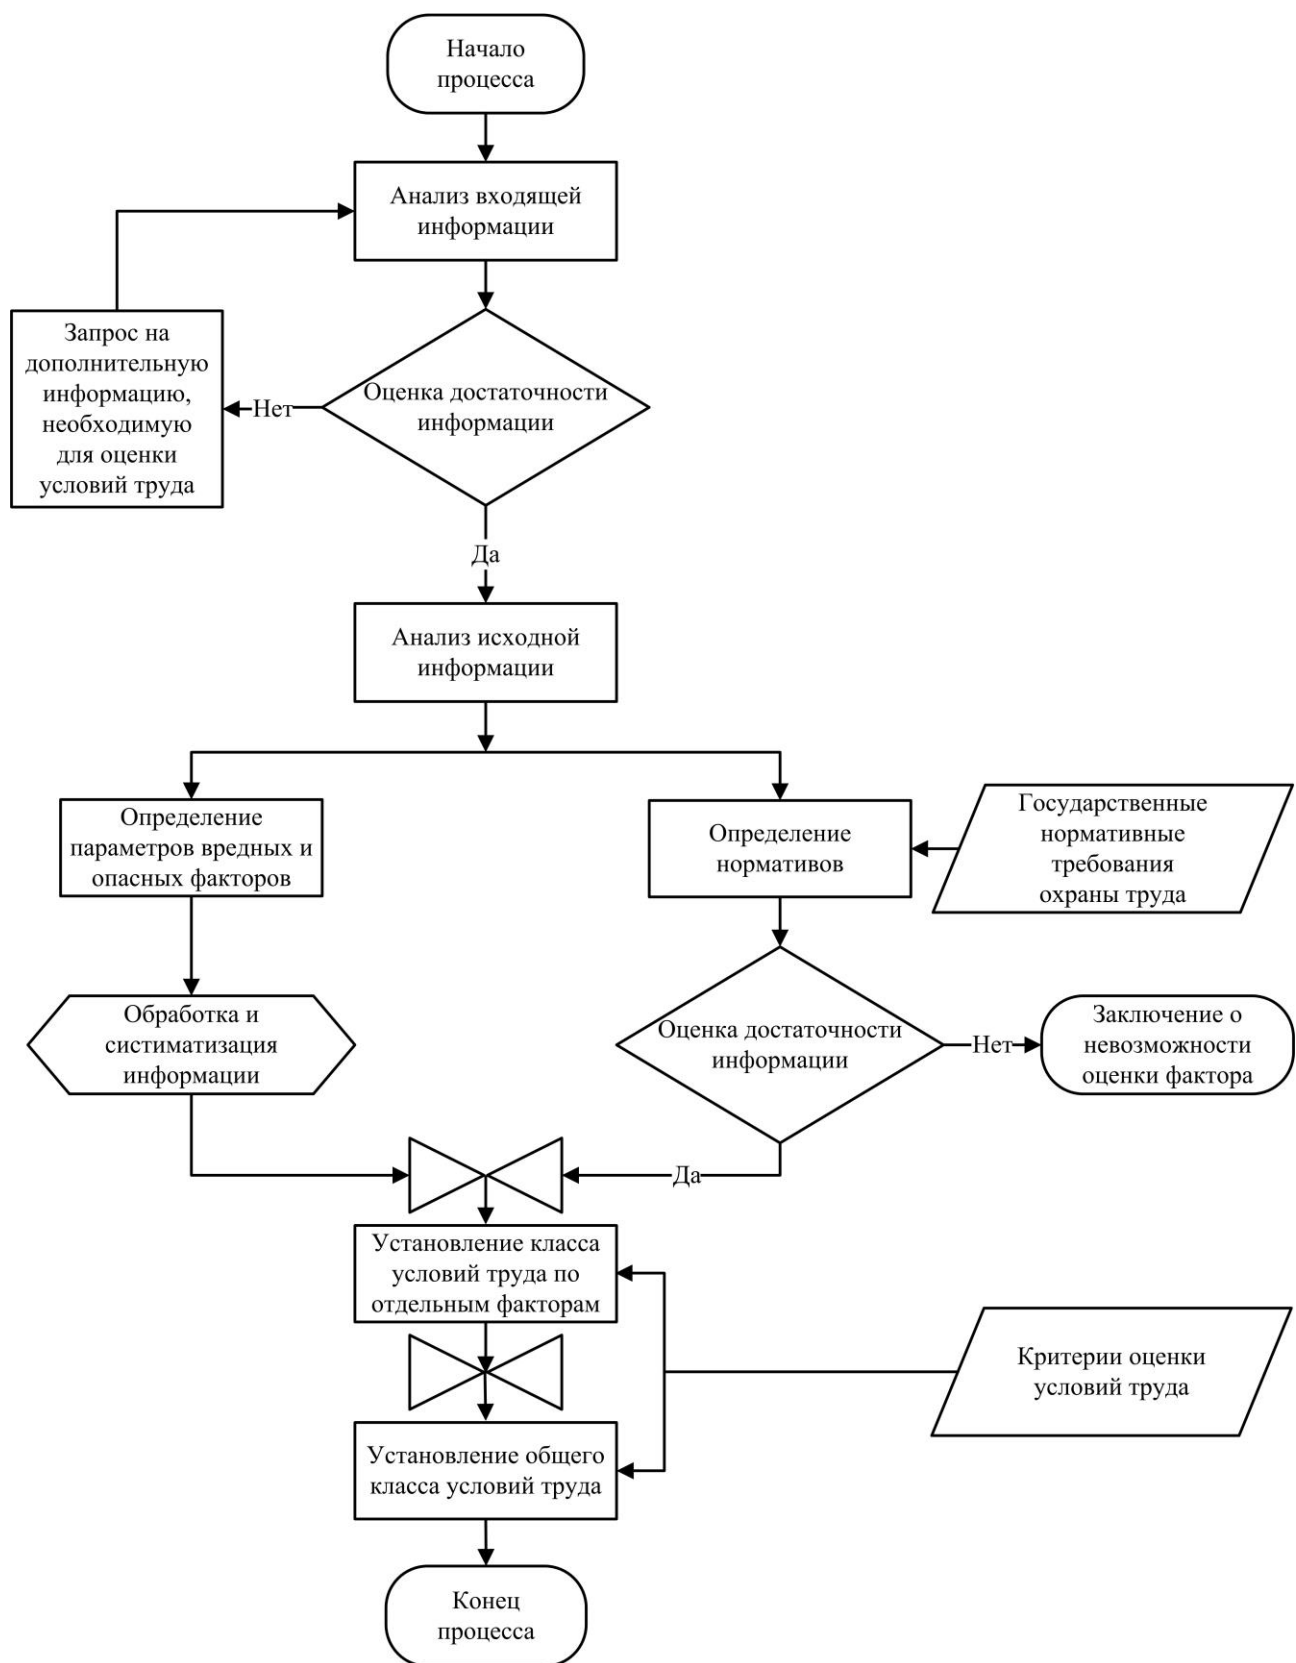 Начало
процесса
Анализ входящей
информации
Запрос на
дополнительную
информацию,
необходимую
для оценки
условий труда
Нет
Оценка достаточности
информации
Да
Анализ исходной
информации
Определение
параметров вредных и
опасных факторов
Определение
нормативов
Государственные
нормативные
требования
охраны труда
Обработка и
систиматизация
информации
Оценка достаточности
информации
Нет
Заключение о
невозможности
оценки фактора
Да
Установление класса
условий труда по
отдельным факторам
Критерии оценки
условий труда
Установление общего
класса условий труда
Конец
процесса